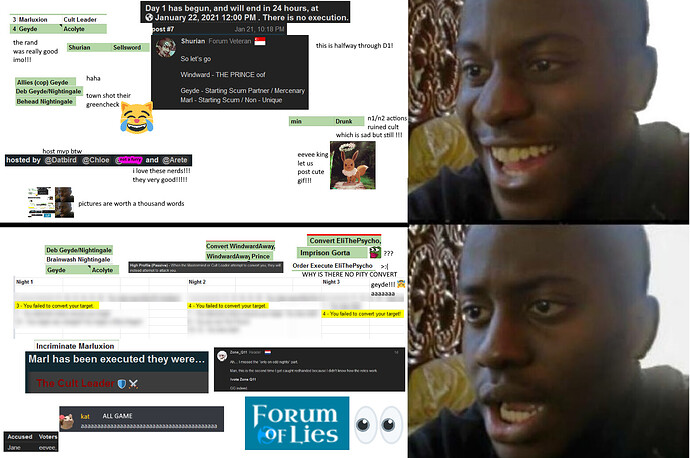 3 Marluxion Cult Leader
4 Geyde Acolyte
the rand
was really good
imo!!!
Shurian Sellsword
Day 1 has begun, and will end in 24 hours, at
January 22, 2021 12:00 PM . There is no execution.
post #7 Jan 21, 10:18 PM
Shurian Forum Veteran
So let's go
Windward - THE PRINCE oof
Geyde - Starting Scum Partner / Mercenary
Marl - Starting Scum / Non - Unique
this is halfway through D1!
Allies (cop) Geyde
Deb Geyde/Nightingale
Behead Nightingale
haha
town shot their
greencheck
min Drunk
n1/n2 actions
ruined cult
which is sad but still !!!
host mvp btw
hosted by @Datbird @Chloe and @Arete
i love these nerds!!!
they very good!!!!!
eevee king
let us
post cute
gif!!!
pictures are worth a thousand words
Deb Geyde/Nightingale
Brainwash Nightingale
Geyde Acolyte
Convert WindwardAway,
WindwardAway Prince
Convert EliThePsycho,
Imprison Gorta
???
Order Execute EliThePsycho
>:(
WHY IS THERE NO PITY CONVERT
geyde!!!
aaaaaa
Night 1 Night 2 Night 3
3 - You failed to convert your target.
4 - You failed to convert your target.
4 - You failed to convert your target!
Incriminate Marluxion
Marl has been executed they were...
The Cult Leader
Zone_Q11
kat ALL GAME
Forum
of Lies
Accused Voters
Jane eevee,